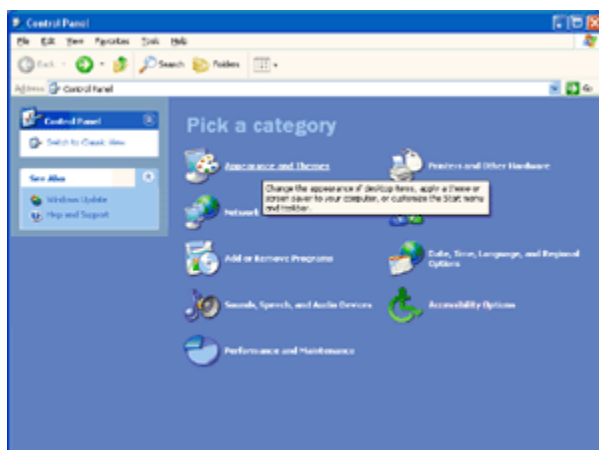 Control Panel
File Edit View Favorites Tools Help
Back Search Folders
Address Control Panel Go
Control Panel
Switch to Classic View
See Also
Windows Update
Help and Support
Pick a category
Appearance and Themes
Printers and Other Hardware
Change the appearance of desktop items, apply a theme or
screen saver to your computer, or customize the Start menu
and taskbar.
Network
Add or Remove Programs
Date, Time, Language, and Regional
Options
Sounds, Speech, and Audio Devices
Accessibility Options
Performance and Maintenance